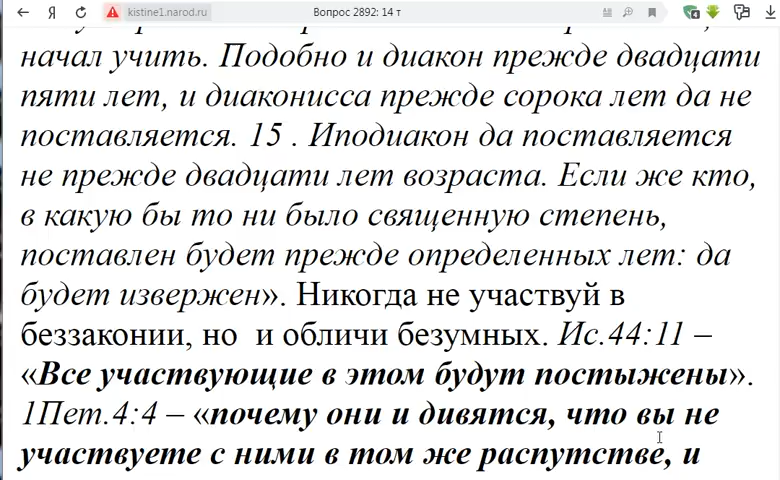 kistine1.narod.ru
Вопрос 2892: 14 т
4
начал учить. Подобно и диакон прежде двадцати
пяти лет, и диаконисса прежде сорока лет да не
поставляется. 15 . Иподиакон да поставляется
не прежде двадцати лет возраста. Если же кто,
в какую бы то ни было священную степень,
поставлен будет прежде определенных лет: да
будет извержен». Никогда не участвуй в
беззаконии, но  и обличи безумных. Ис.44:11 –
«Все участвующие в этом будут постыжены».
1Пет.4:4 – «почему они и дивятся, что вы не
участвуете с ними в том же распутстве, и